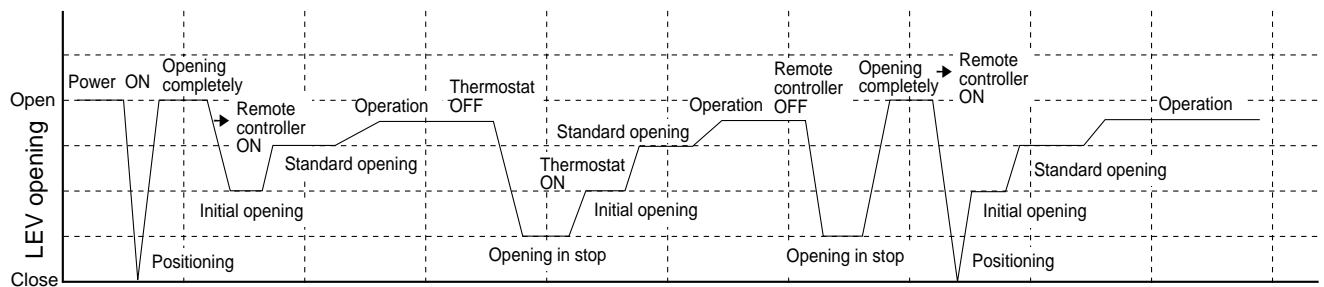 LEV opening
Open
Close
Power ON
Opening
completely
Remote
controller
ON
Positioning
Initial opening
Standard opening
Operation
Thermostat
OFF
Opening in stop
Thermostat
ON
Initial opening
Standard opening
Operation
Remote
controller
OFF
Opening in stop
Opening
completely
Remote
controller
ON
Positioning
Initial opening
Standard opening
Operation